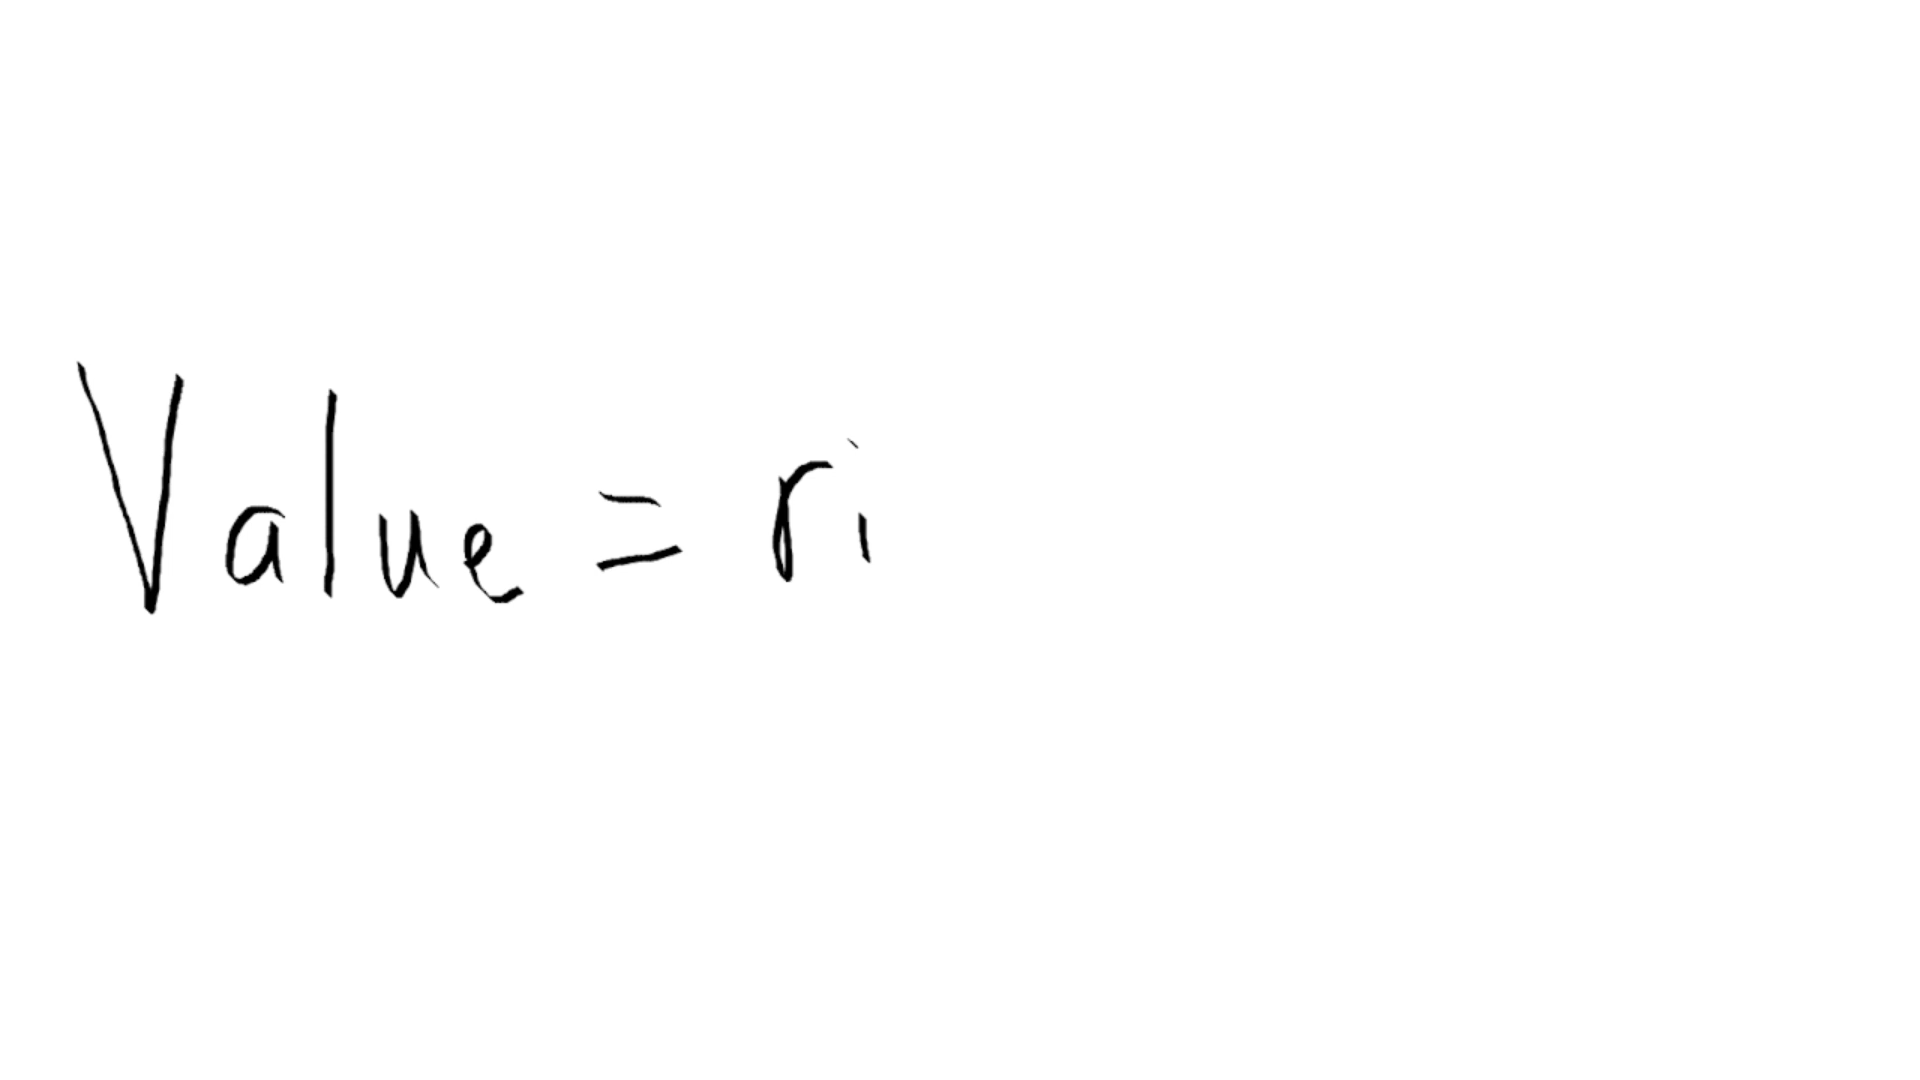 Value = ri